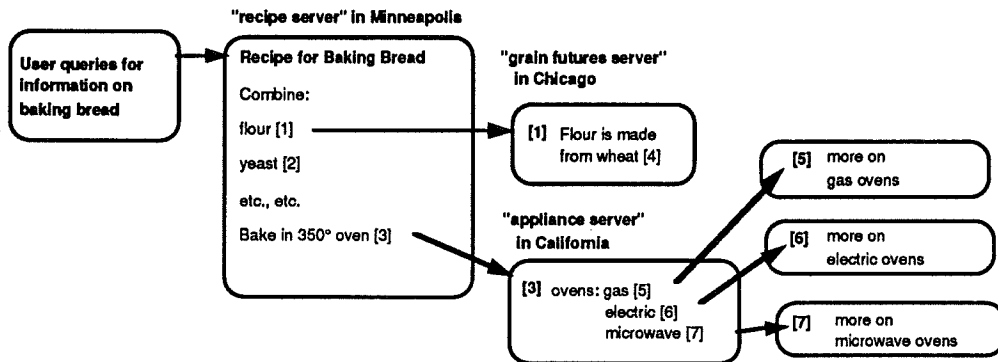 "recipe server" in Minneapolis
User queries for
information on
baking bread
Recipe for Baking Bread
Combine:
flour [1]
yeast [2]
etc., etc.
Bake in 350° oven [3]
"grain futures server"
in Chicago
[1] Flour is made
from wheat [4]
"appliance server"
in California
[3] ovens: gas [5]
electric [6]
microwave [7]
[5] more on
gas ovens
[6] more on
electric ovens
[7] more on
microwave ovens